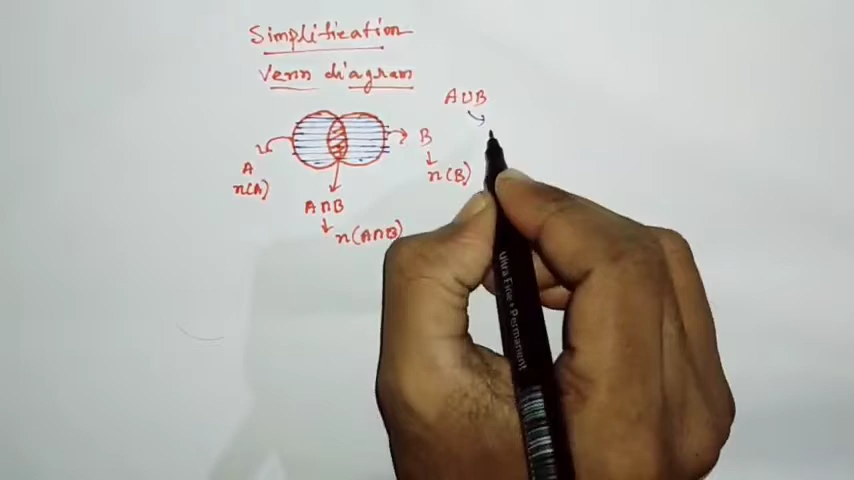 Simplification
Venn diagram
A∪B
B
n(B)
A
n(A)
A∩B
n(A∩B)
Ultra Fine • Permanent